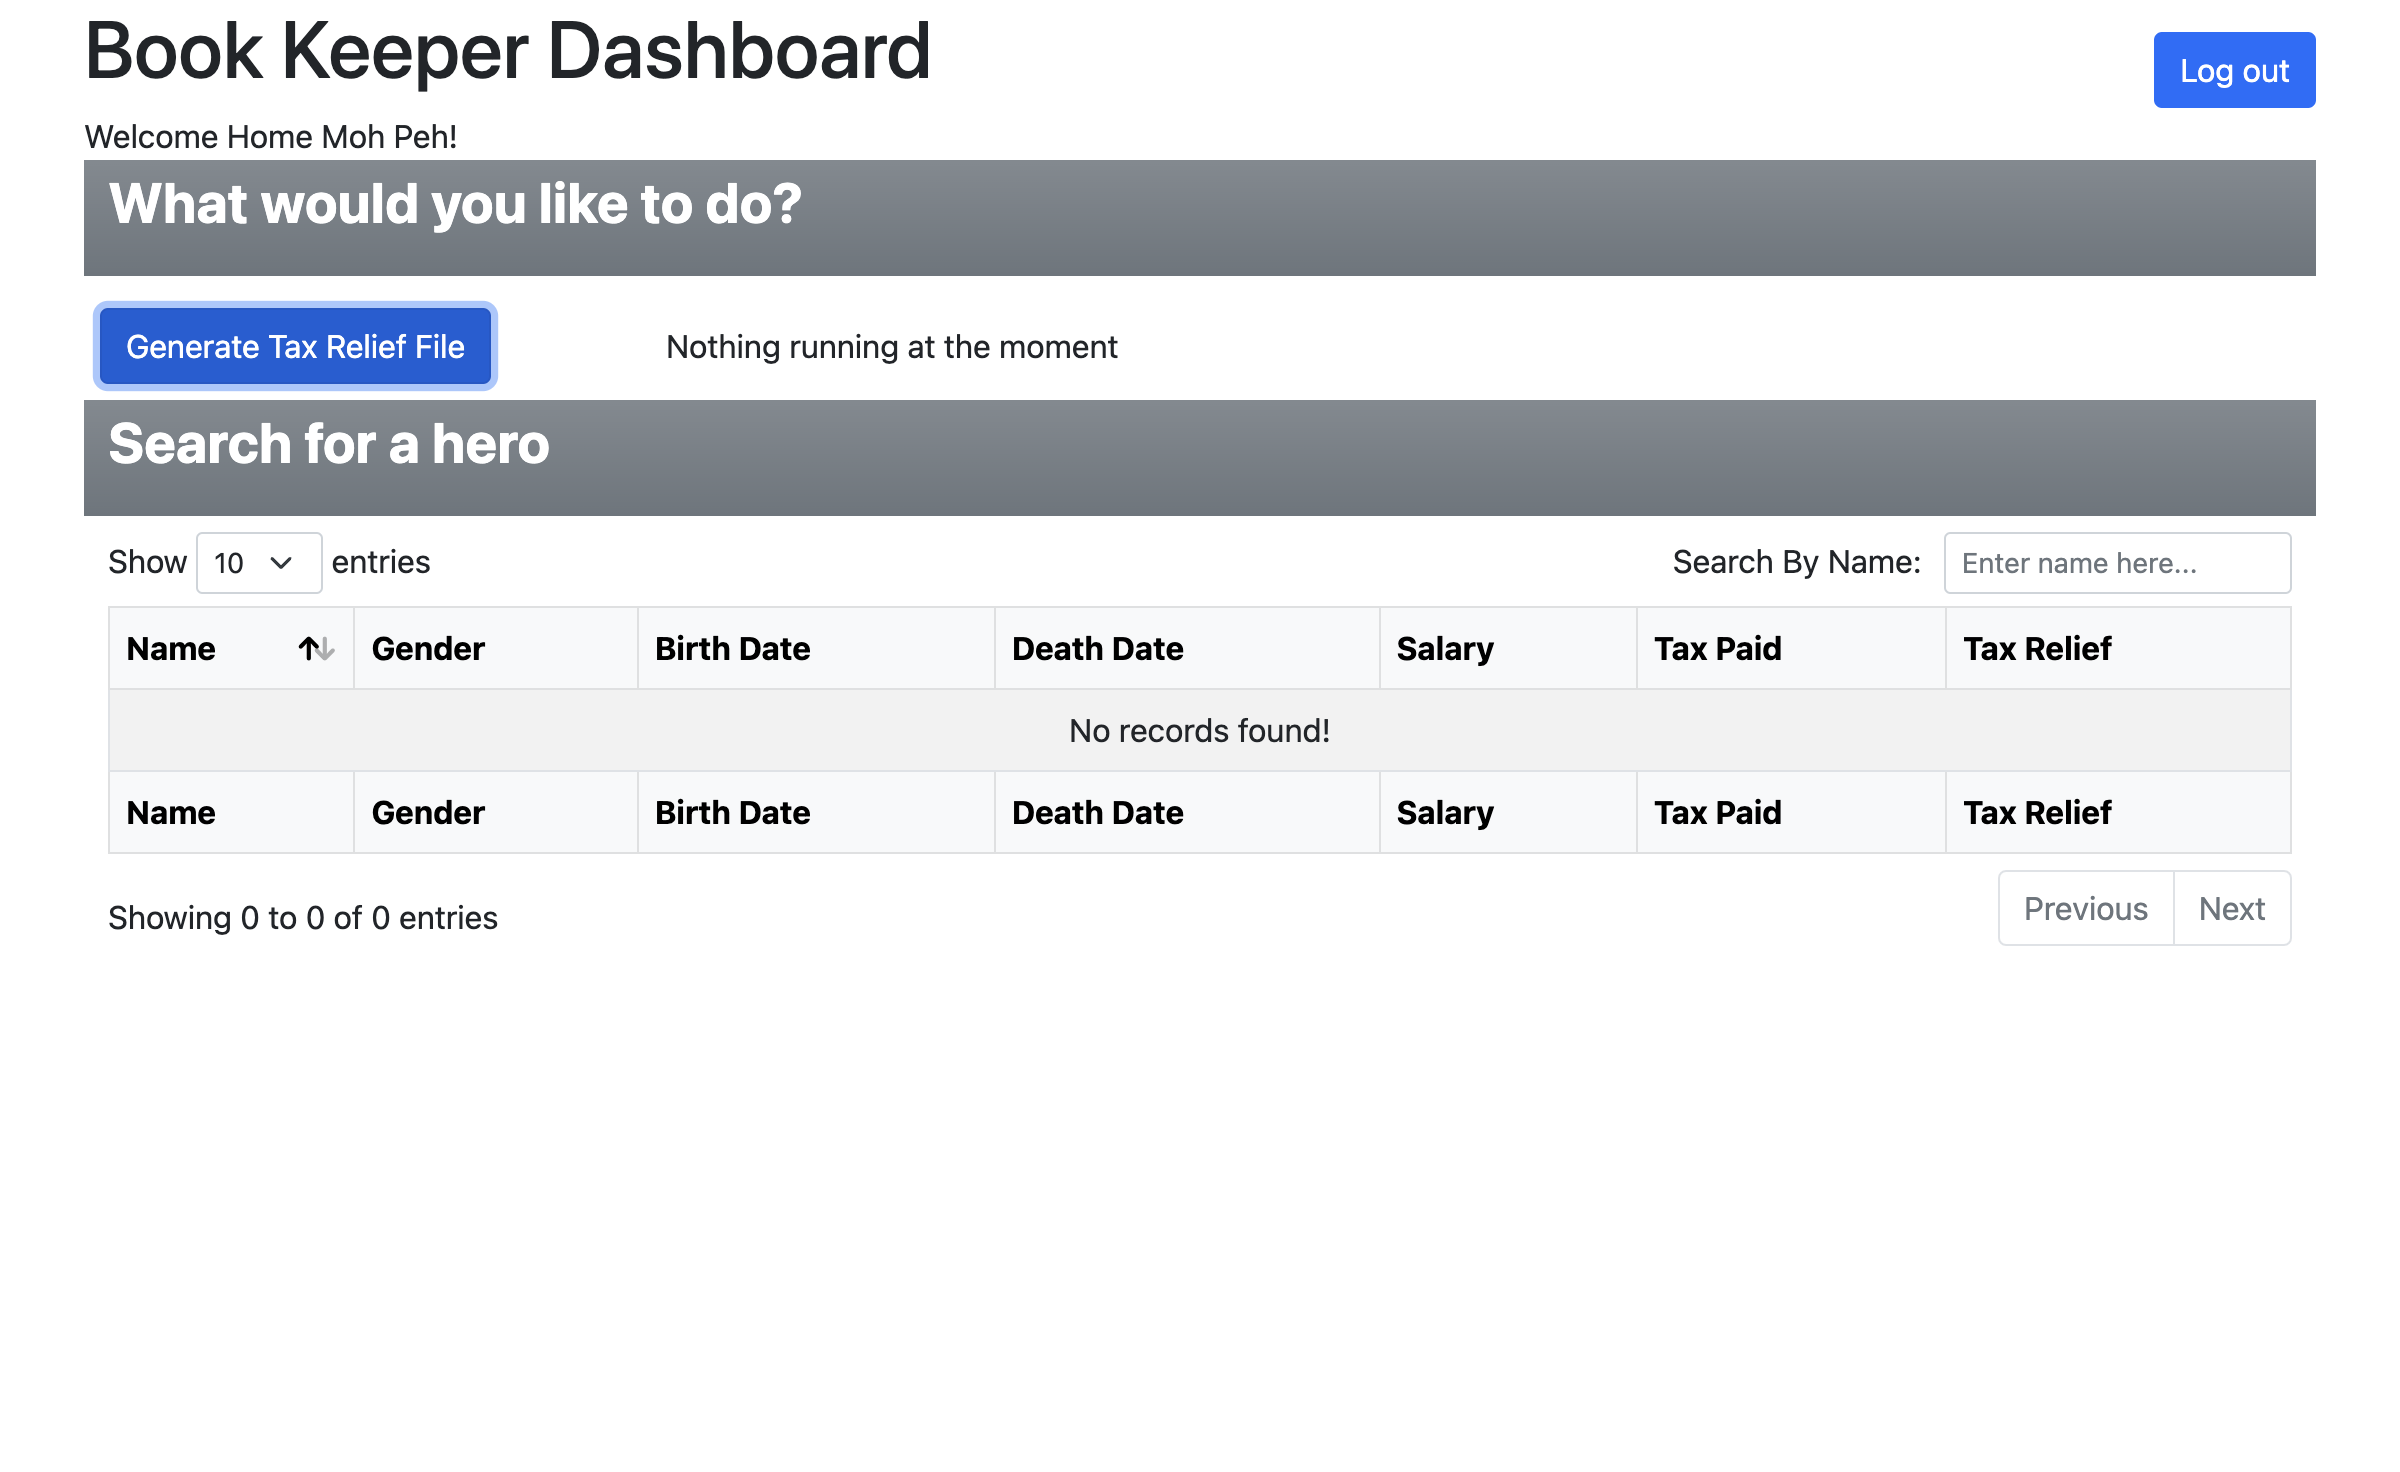 Book Keeper Dashboard
Log out
Welcome Home Moh Peh!
What would you like to do?
Generate Tax Relief File
Nothing running at the moment
Search for a hero
Show 10 entries
Search By Name: Enter name here...
Name Gender Birth Date Death Date Salary Tax Paid Tax Relief
No records found!
Name Gender Birth Date Death Date Salary Tax Paid Tax Relief
Showing 0 to 0 of 0 entries
Previous Next